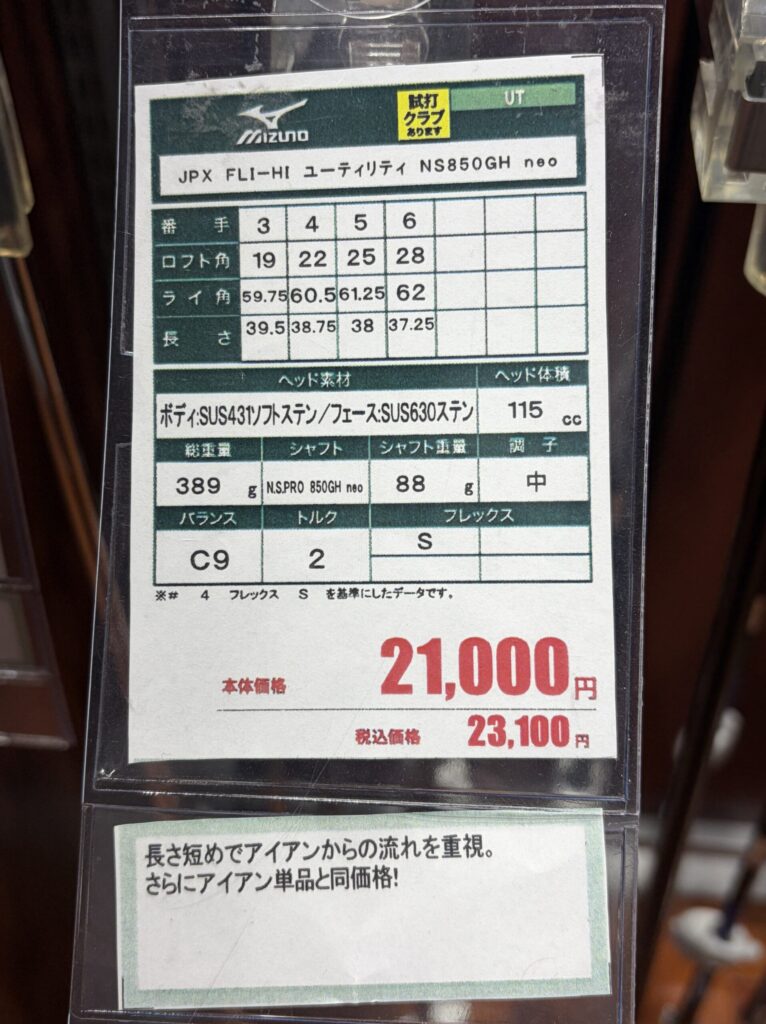 MIZUNO
試打
クラブ
あります
UT
JPX FLI-HI ユーティリティ NS850GH neo
番手 3 4 5 6
ロフト角 19 22 25 28
ライ角 59.75 60.5 61.25 62
長さ 39.5 38.75 38 37.25
ヘッド素材 ヘッド体積
ボディ:SUS431ソフトステン/フェース:SUS630ステン 115 cc
総重量 シャフト シャフト重量 調子
389 g N.S.PRO 850GH neo 88 g 中
バランス トルク フレックス
C9 2 S
※# 4 フレックス S を基準にしたデータです。
本体価格 21,000円
税込価格 23,100円
長さ短めでアイアンからの流れを重視。
さらにアイアン単品と同価格!